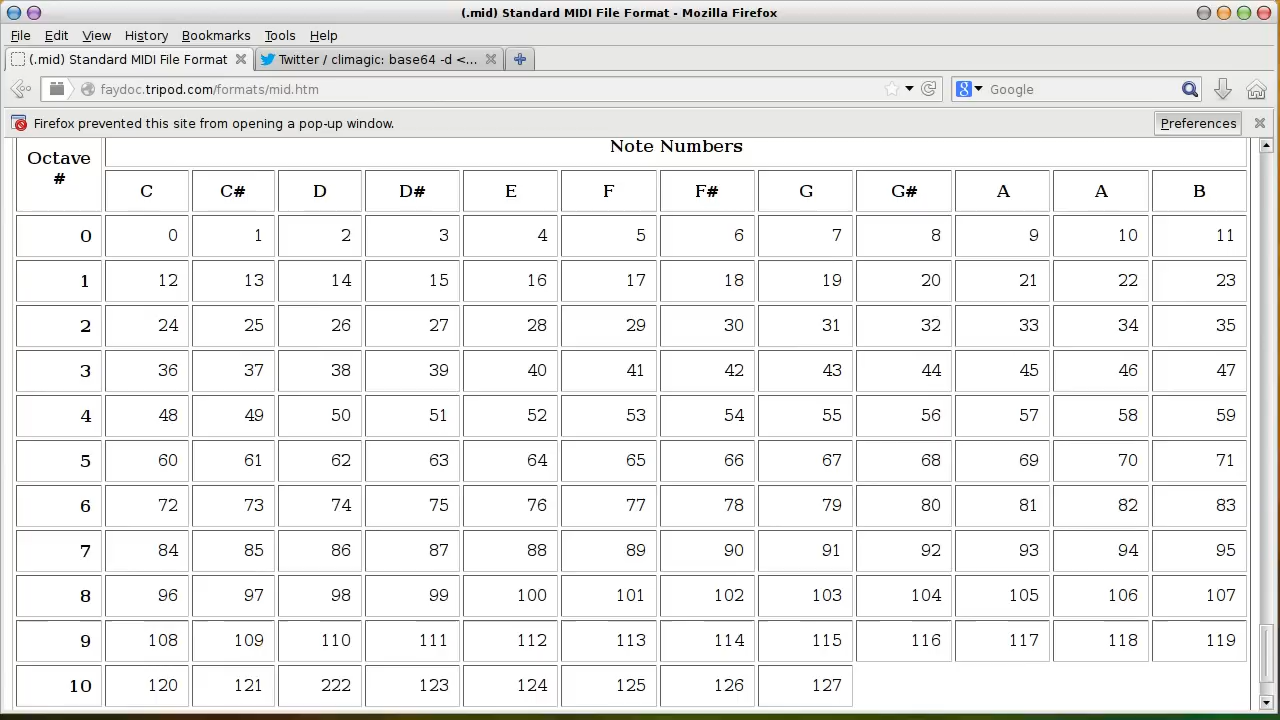 (.mid) Standard MIDI File Format - Mozilla Firefox
File Edit View History Bookmarks Tools Help
(.mid) Standard MIDI File Format Twitter / climagic: base64 -d <...
faydoc.tripod.com/formats/mid.htm Google
Firefox prevented this site from opening a pop-up window. Preferences
Octave # Note Numbers
C C# D D# E F F# G G# A A B
0 0 1 2 3 4 5 6 7 8 9 10 11
1 12 13 14 15 16 17 18 19 20 21 22 23
2 24 25 26 27 28 29 30 31 32 33 34 35
3 36 37 38 39 40 41 42 43 44 45 46 47
4 48 49 50 51 52 53 54 55 56 57 58 59
5 60 61 62 63 64 65 66 67 68 69 70 71
6 72 73 74 75 76 77 78 79 80 81 82 83
7 84 85 86 87 88 89 90 91 92 93 94 95
8 96 97 98 99 100 101 102 103 104 105 106 107
9 108 109 110 111 112 113 114 115 116 117 118 119
10 120 121 222 123 124 125 126 127